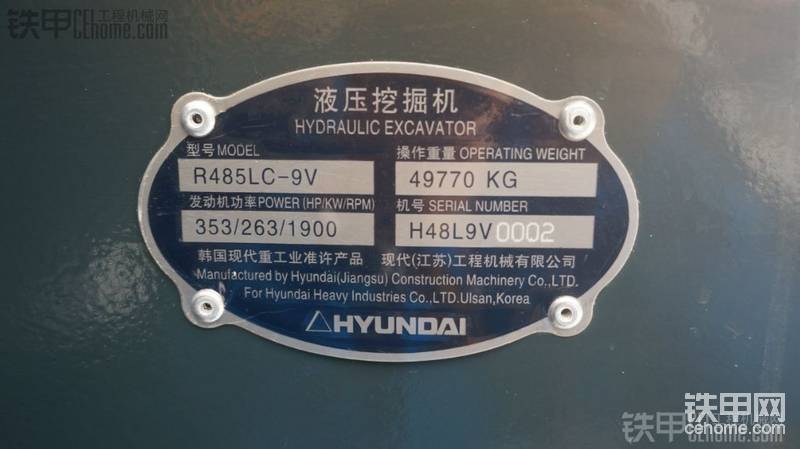 铁甲 工程机械网
CEhome.com
液压挖掘机
HYDRAULIC EXCAVATOR
型号 MODEL 操作重量 OPERATING WEIGHT
R485LC-9V 49770 KG
发动机功率 POWER (HP/KW/RPM) 机号 SERIAL NUMBER
353/263/1900 H48L9V0002
韩国现代重工业准许产品 现代(江苏)工程机械有限公司
Manufactured by Hyundai(Jiangsu) Construction Machinery Co.,LTD.
For Hyundai Heavy Industries Co.,LTD.Ulsan,Korea
HYUNDAI
铁甲网
cehome.com
铁甲